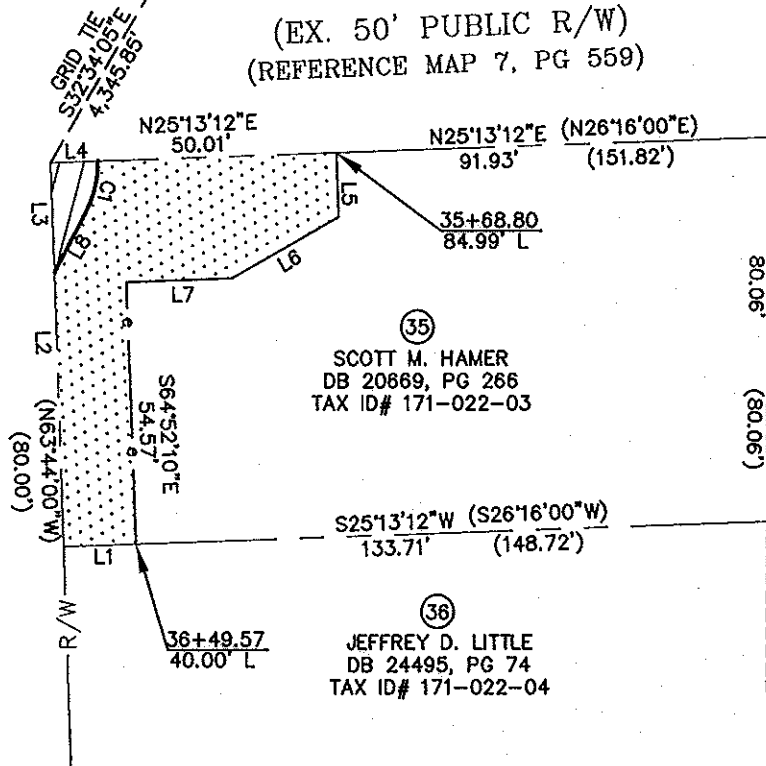 (EX. 50' PUBLIC R/W)
(REFERENCE MAP 7, PG 559)
GRID TIE
S32°34'05"E
4,345.85'
N25°13'12"E
50.01'
N25°13'12"E (N26°16'00"E)
91.93' (151.82')
L4
C1
L3
L8
L5
L6
L7
L2
35+68.80
84.99' L
80.06'
(80.06')
35
SCOTT M. HAMER
DB 20669, PG 266
TAX ID# 171-022-03
e
e
S64°52'10"E
54.57'
(N63°44'00"W)
(80.00')
S25°13'12"W (S26°16'00"W)
133.71' (148.72')
L1
R/W
36+49.57
40.00' L
36
JEFFREY D. LITTLE
DB 24495, PG 74
TAX ID# 171-022-04